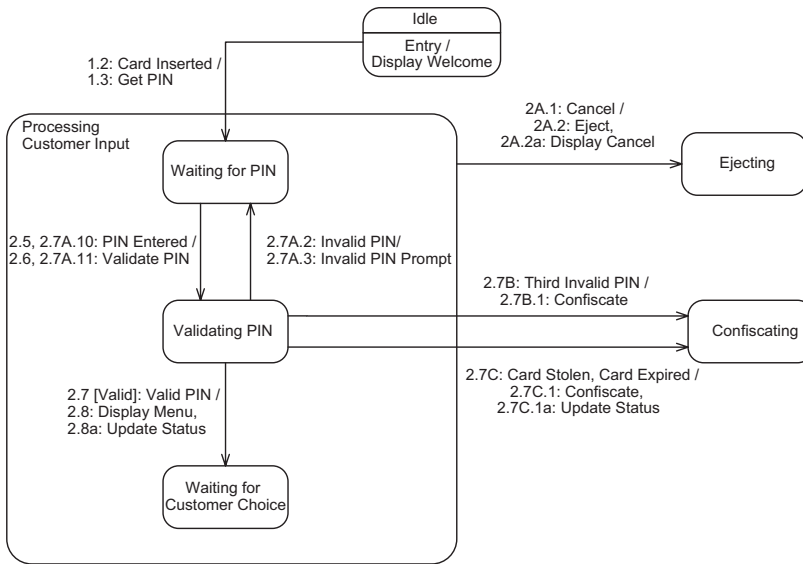 Idle
Entry /
Display Welcome
1.2: Card Inserted /
1.3: Get PIN
Processing
Customer Input
Waiting for PIN
2A.1: Cancel /
2A.2: Eject,
2A.2a: Display Cancel
Ejecting
2.5, 2.7A.10: PIN Entered /
2.6, 2.7A.11: Validate PIN
2.7A.2: Invalid PIN/
2.7A.3: Invalid PIN Prompt
2.7B: Third Invalid PIN /
2.7B.1: Confiscate
Validating PIN
Confiscating
2.7C: Card Stolen, Card Expired /
2.7C.1: Confiscate,
2.7C.1a: Update Status
2.7 [Valid]: Valid PIN /
2.8: Display Menu,
2.8a: Update Status
Waiting for
Customer Choice